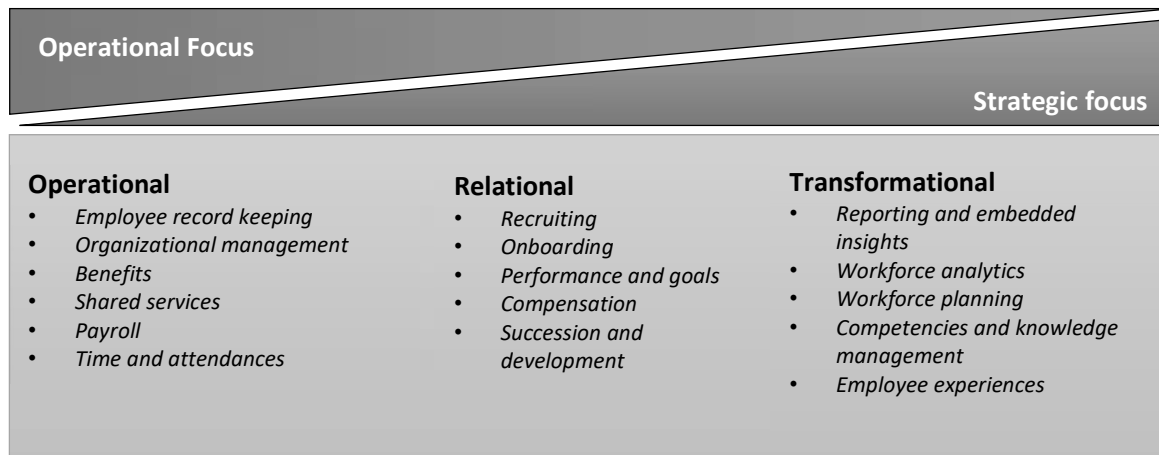 Operational Focus
Strategic focus
Operational
• Employee record keeping
• Organizational management
• Benefits
• Shared services
• Payroll
• Time and attendances
Relational
• Recruiting
• Onboarding
• Performance and goals
• Compensation
• Succession and
development
Transformational
• Reporting and embedded
insights
• Workforce analytics
• Workforce planning
• Competencies and knowledge
management
• Employee experiences